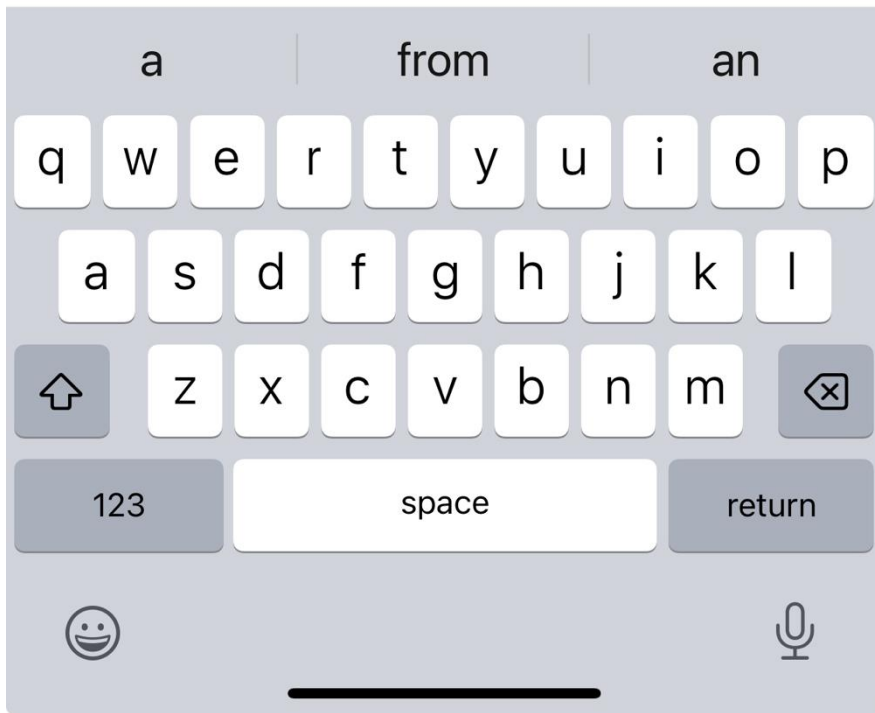 a from an
q w e r t y u i o p
a s d f g h j k l
z x c v b n m
123 space return